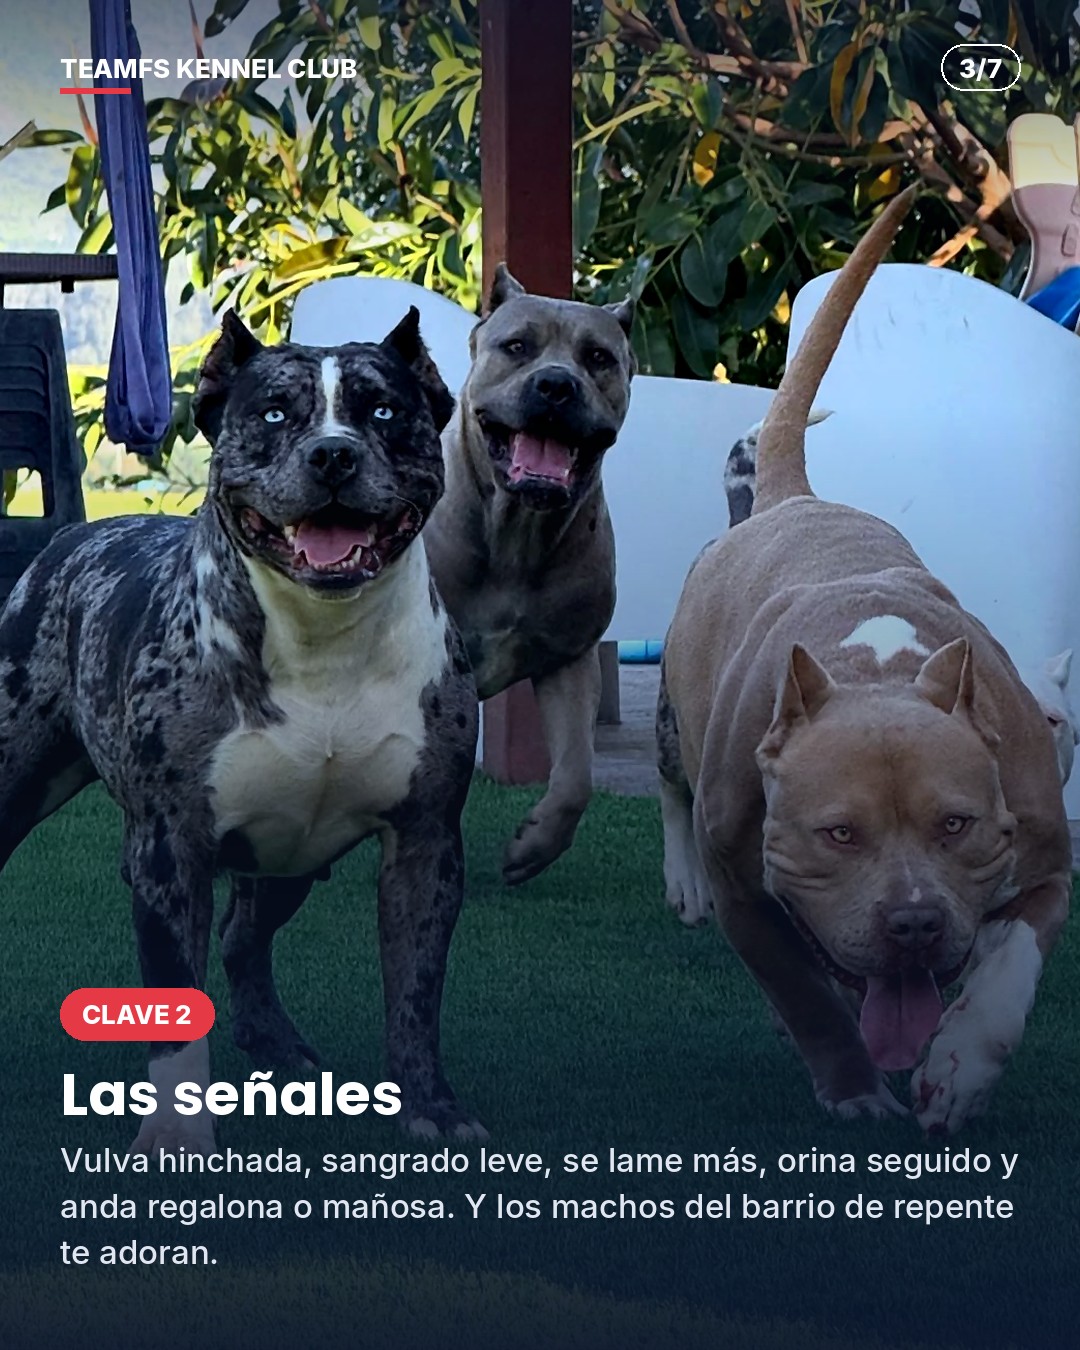 TEAMFS KENNEL CLUB
3/7
CLAVE 2
Las señales
Vulva hinchada, sangrado leve, se lame más, orina seguido y
anda regalona o mañosa. Y los machos del barrio de repente
te adoran.